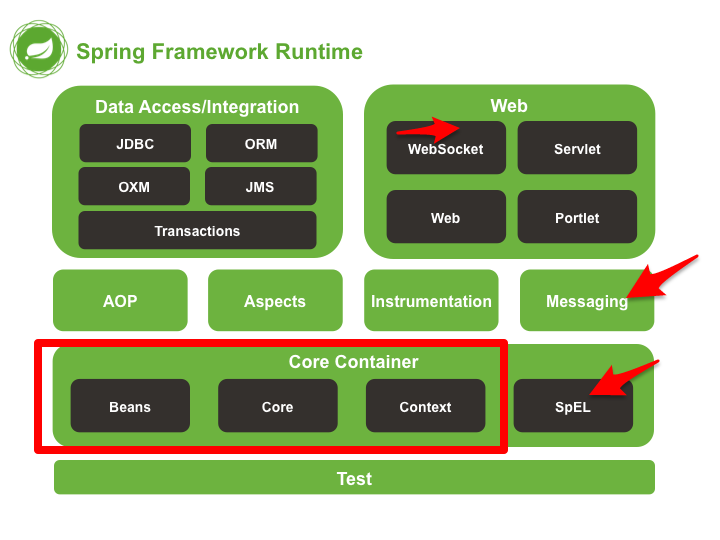 Spring Framework Runtime
Data Access/Integration
JDBC
ORM
OXM
JMS
Transactions
Web
WebSocket
Servlet
Web
Portlet
AOP
Aspects
Instrumentation
Messaging
Core Container
Beans
Core
Context
SpEL
Test